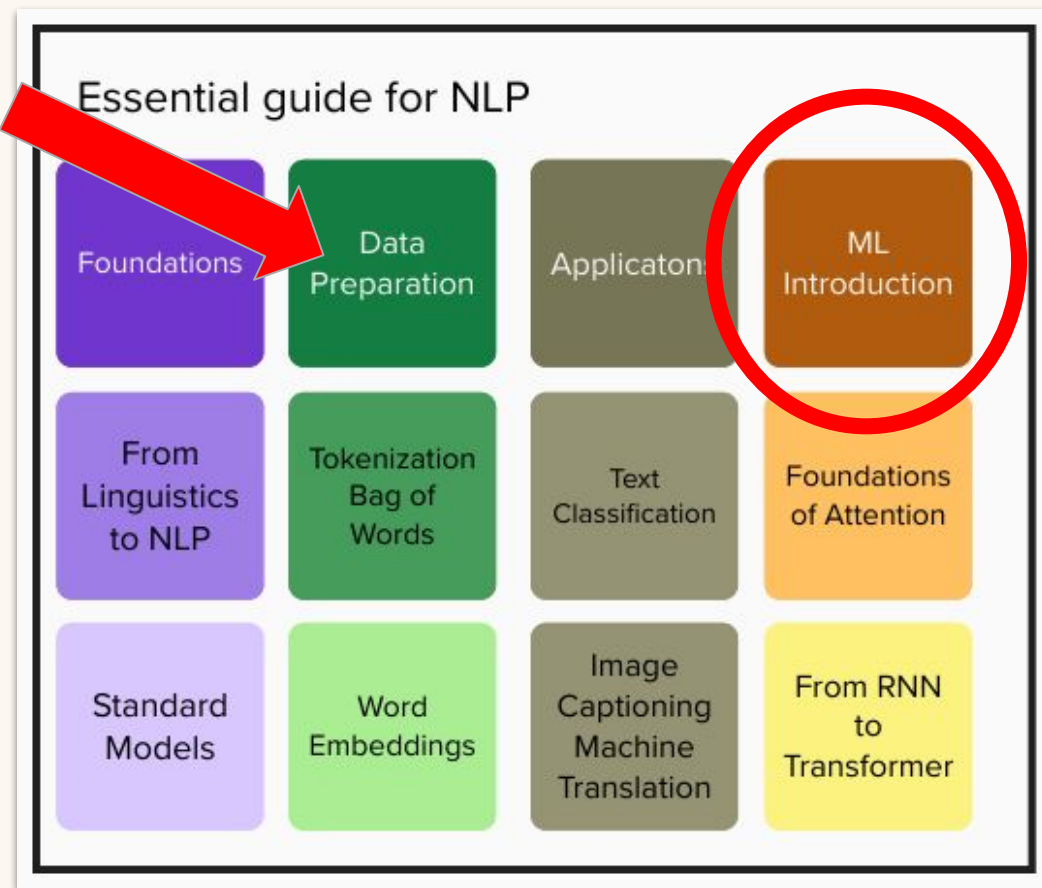 Essential guide for NLP
Foundations
Data
Preparation
Applicatons
ML
Introduction
From
Linguistics
to NLP
Tokenization
Bag of
Words
Text
Classification
Foundations
of Attention
Standard
Models
Word
Embeddings
Image
Captioning
Machine
Translation
From RNN
to
Transformer